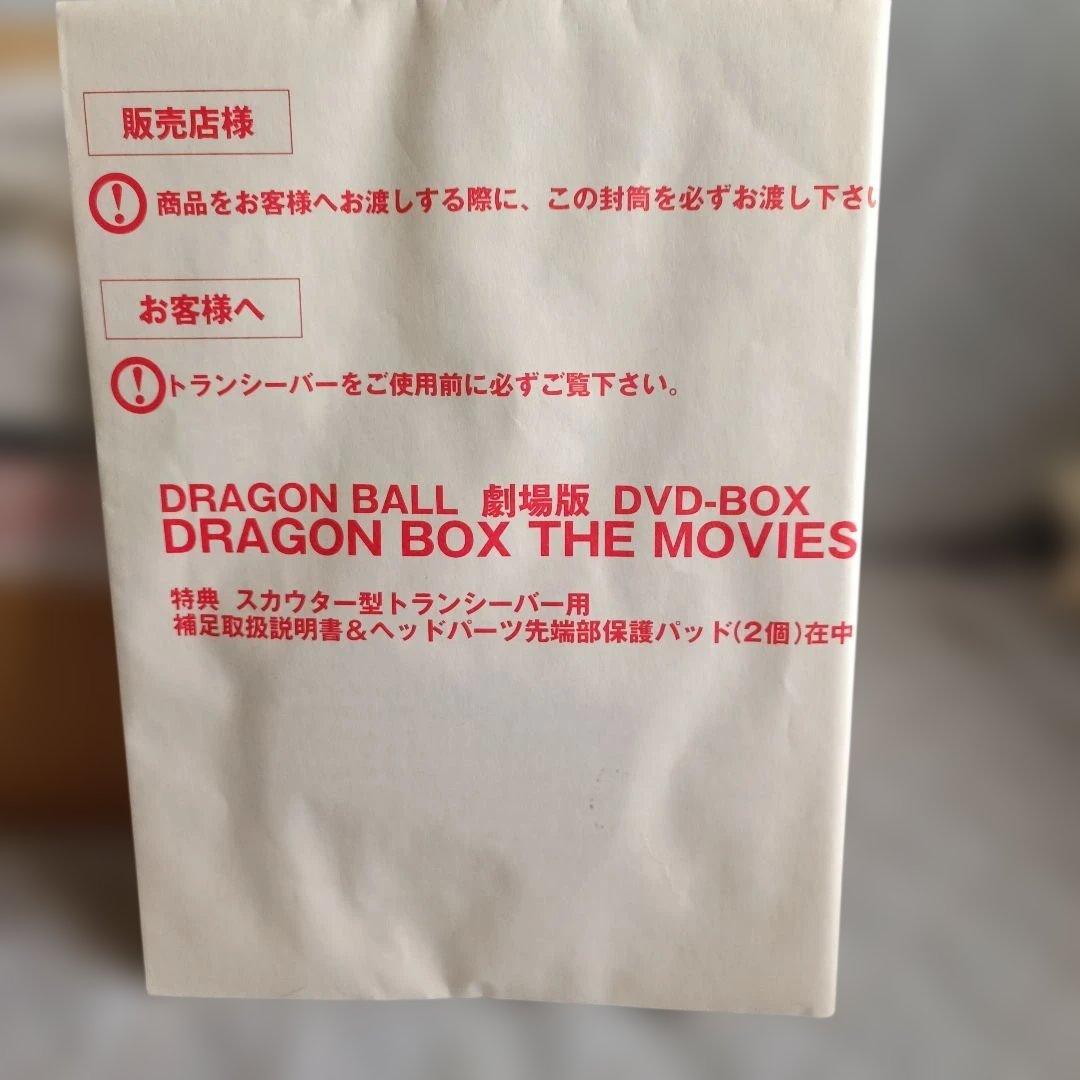 販売店様
! 商品をお客様へお渡しする際に、この封筒を必ずお渡し下さい
お客様へ
! トランシーバーをご使用前に必ずご覧下さい。
DRAGON BALL 劇場版 DVD-BOX
DRAGON BOX THE MOVIES
特典 スカウター型トランシーバー用
補足取扱説明書&ヘッドパーツ先端部保護パッド(2個)在中